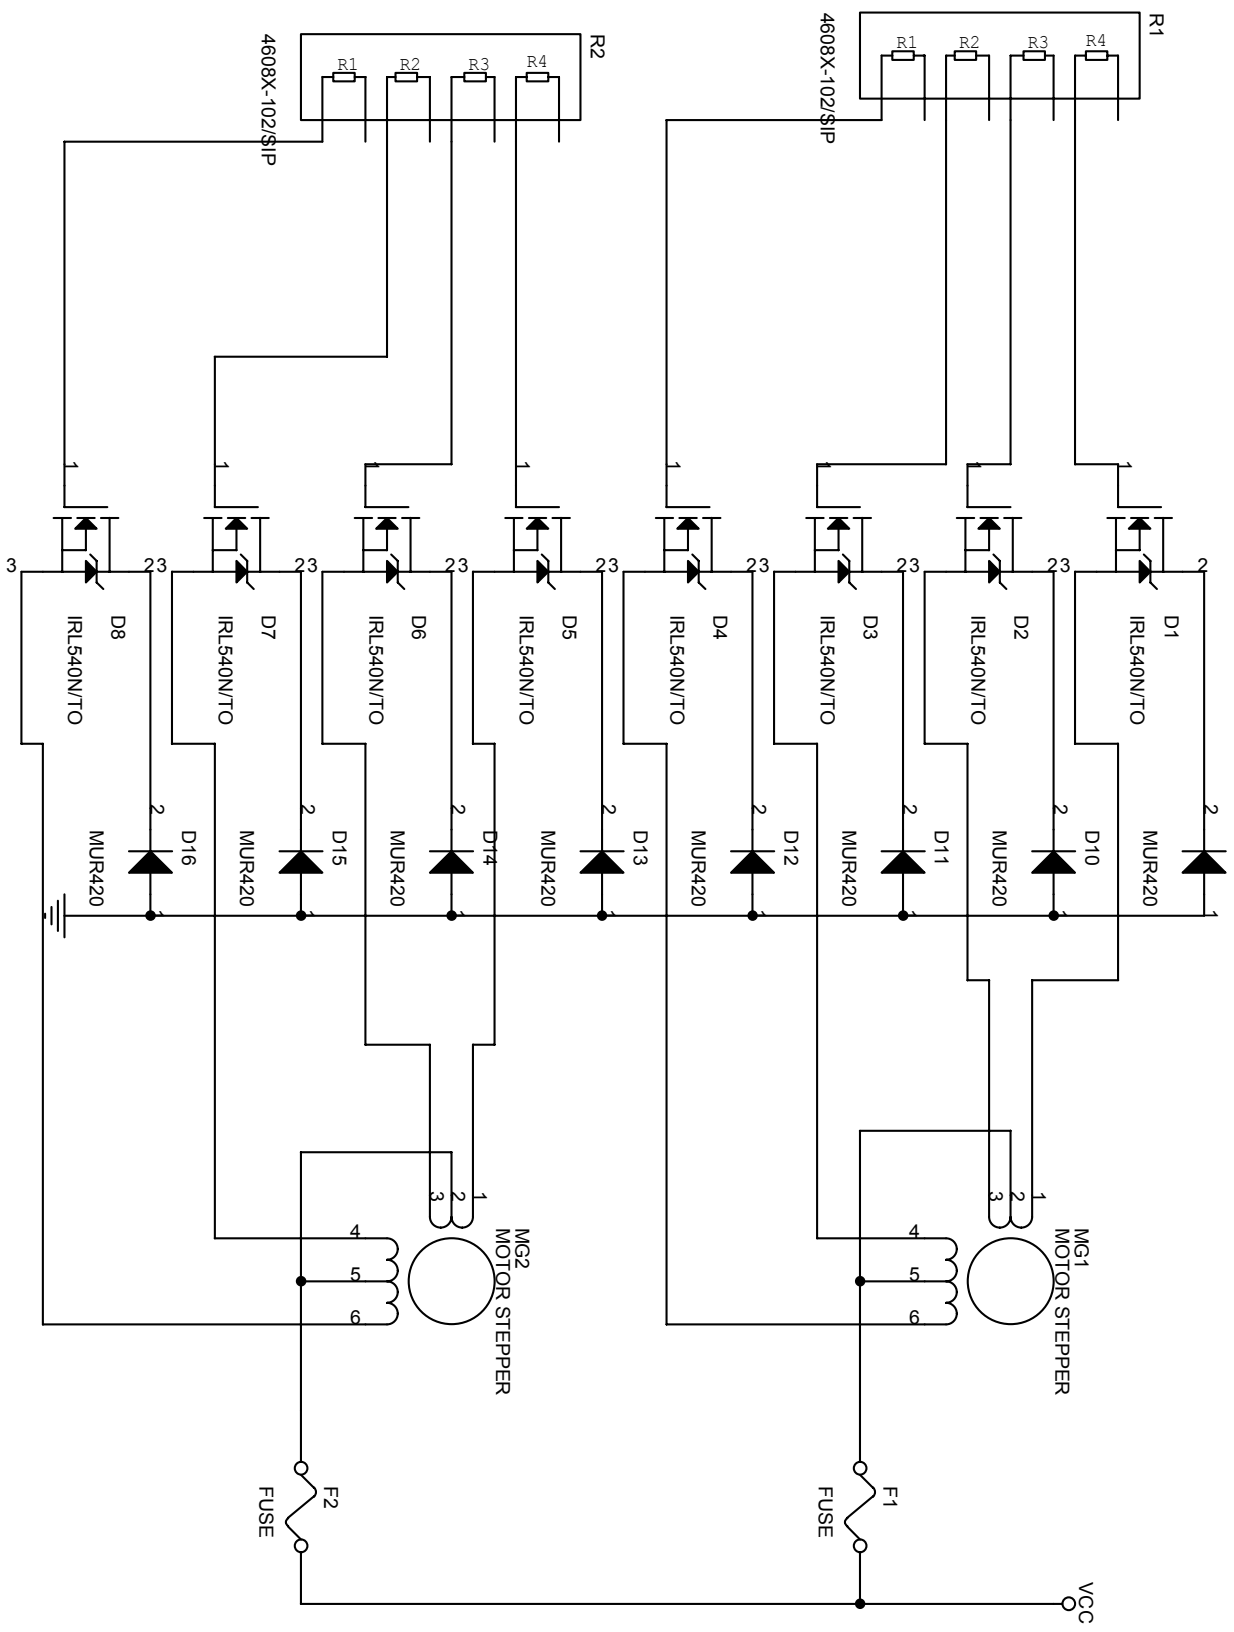 R1
4608X-102/SIP
R1
R2
R3
R4
R2
4608X-102/SIP
R1
R2
R3
R4
1
1
1
1
1
1
1
1
3
23
23
23
23
23
23
23
2
D8
IRL540N/TO
D7
IRL540N/TO
D6
IRL540N/TO
D5
IRL540N/TO
D4
IRL540N/TO
D3
IRL540N/TO
D2
IRL540N/TO
D1
IRL540N/TO
2
2
2
2
2
2
2
2
D16
MUR420
D15
MUR420
D14
MUR420
D13
MUR420
D12
MUR420
D11
MUR420
D10
MUR420
MUR420
1
1
1
1
1
1
1
1
3
2
1
4
5
6
MG2
MOTOR STEPPER
3
2
1
4
5
6
MG1
MOTOR STEPPER
F2
FUSE
F1
FUSE
VCC